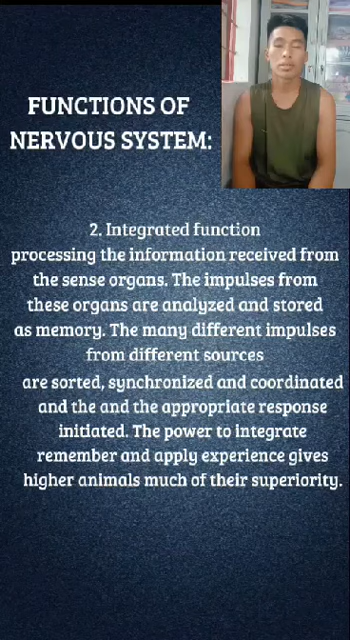 FUNCTIONS OF
NERVOUS SYSTEM:
2. Integrated function
processing the information received from
the sense organs. The impulses from
these organs are analyzed and stored
as memory. The many different impulses
from different sources
are sorted, synchronized and coordinated
and the and the appropriate response
initiated. The power to integrate
remember and apply experience gives
higher animals much of their superiority.